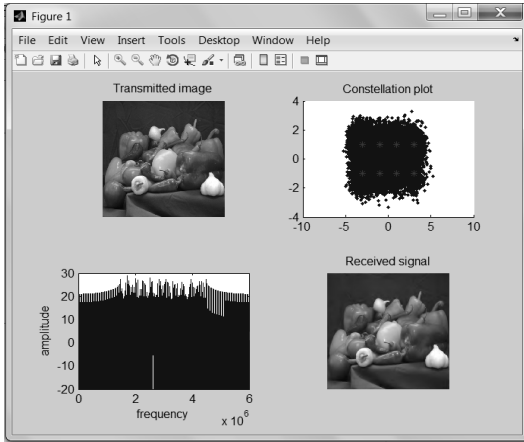 Figure 1
File Edit View Insert Tools Desktop Window Help
Transmitted image
Constellation plot
4
2
0
-2
-4
-10 -5 0 5 10
30
20
10
0
-10
-20
amplitude
0 2 4 6
frequency
x 10^6
Received signal